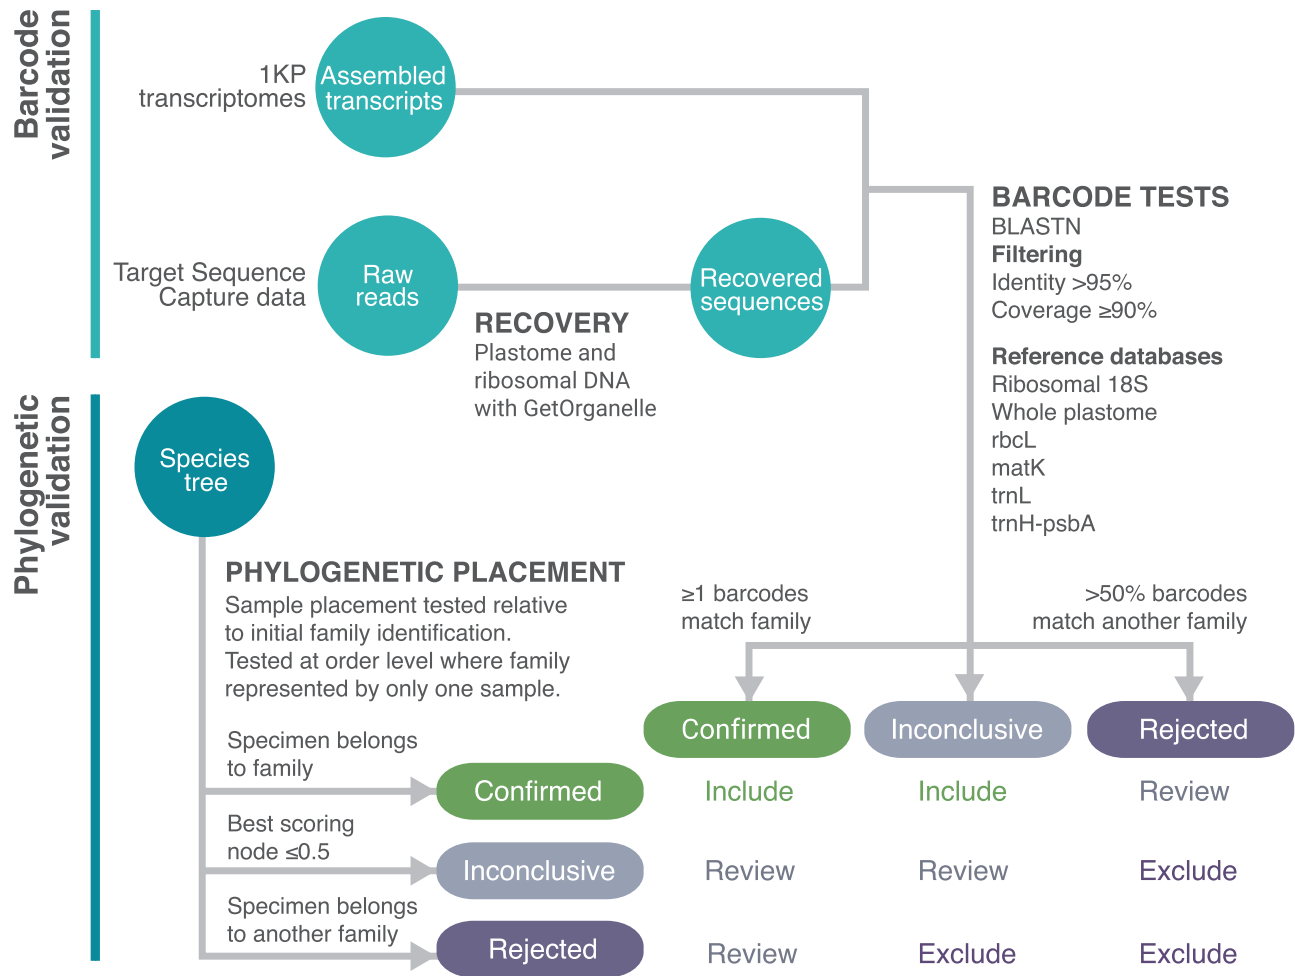 Barcode
validation
1KP
transcriptomes
Assembled
transcripts
Target Sequence
Capture data
Raw
reads
RECOVERY
Plastome and
ribosomal DNA
with GetOrganelle
Recovered
sequences
BARCODE TESTS
BLASTN
Filtering
Identity >95%
Coverage ≥90%
Reference databases
Ribosomal 18S
Whole plastome
rbcL
matK
trnL
trnH-psbA
Phylogenetic
validation
Species
tree
PHYLOGENETIC PLACEMENT
Sample placement tested relative
to initial family identification.
Tested at order level where family
represented by only one sample.
≥1 barcodes
match family
>50% barcodes
match another family
Confirmed
Inconclusive
Rejected
Specimen belongs
to family
Confirmed
Include
Include
Review
Best scoring
node ≤0.5
Inconclusive
Review
Review
Exclude
Specimen belongs
to another family
Rejected
Review
Exclude
Exclude